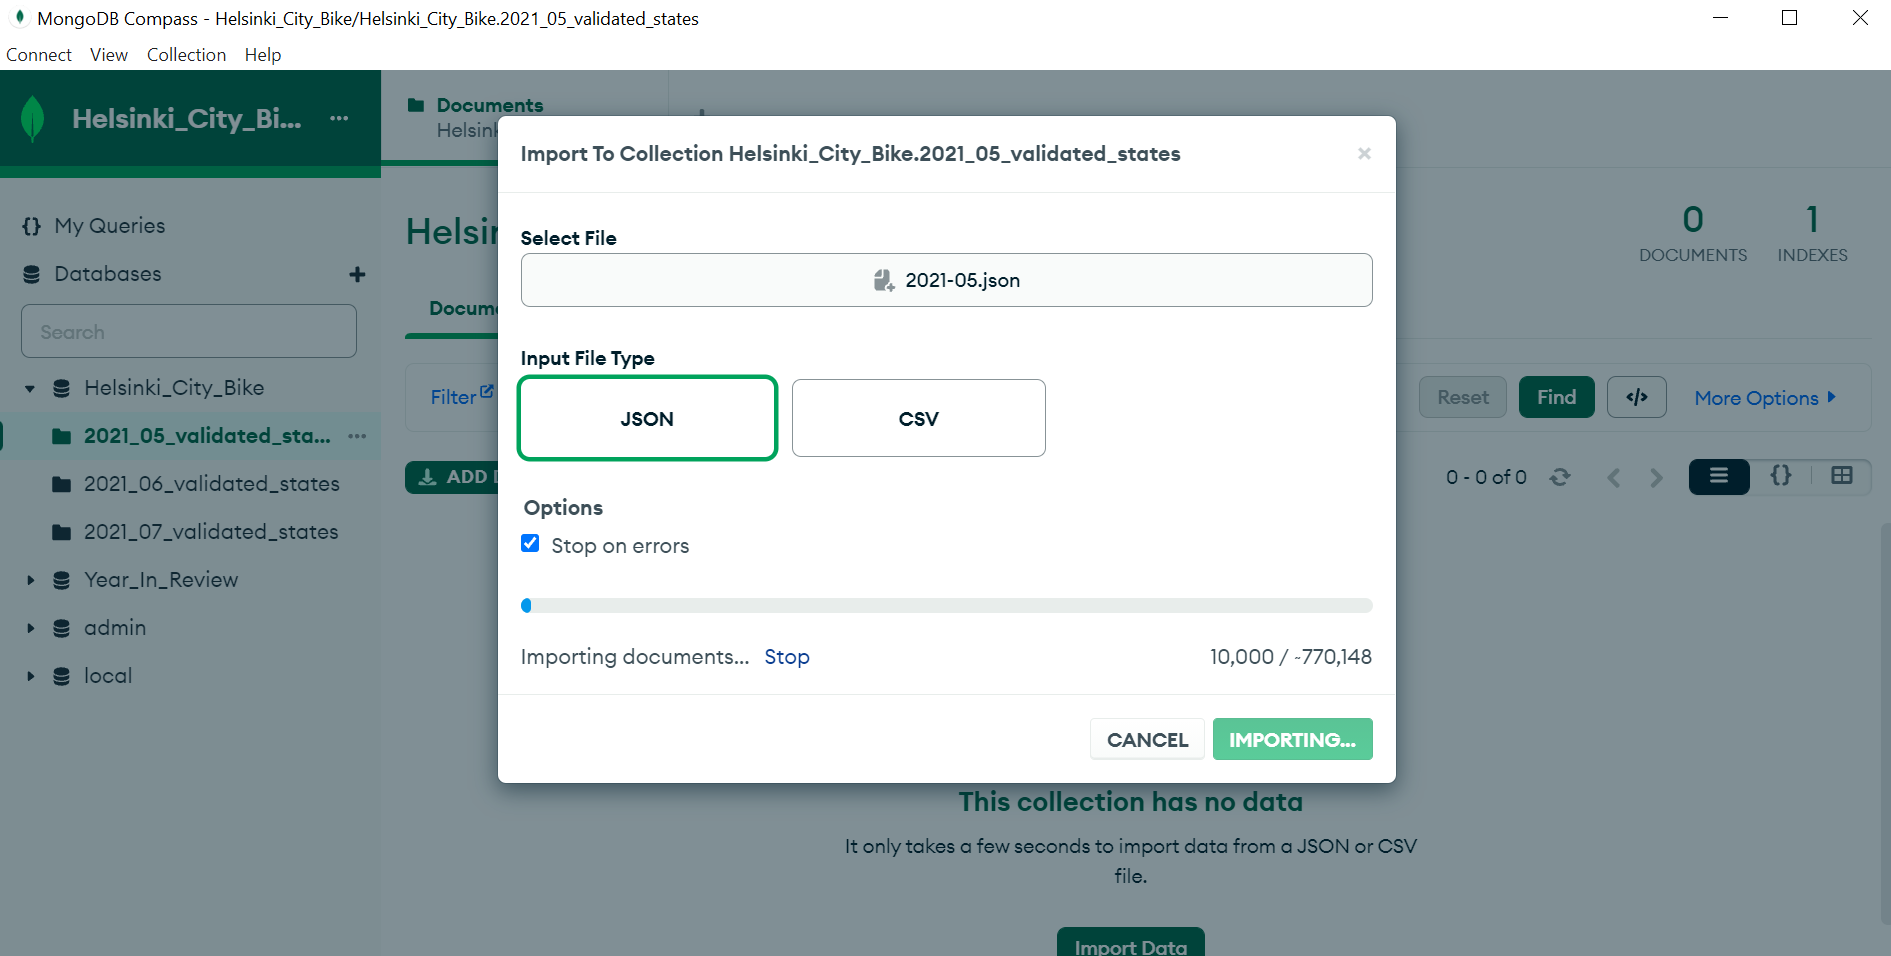 MongoDB Compass - Helsinki_City_Bike/Helsinki_City_Bike.2021_05_validated_states
Connect View Collection Help
Helsinki_City_Bi...
My Queries
Databases
Search
Helsinki_City_Bike
2021_05_validated_sta...
2021_06_validated_states
2021_07_validated_states
Year_In_Review
admin
local
Documents
Helsink
Helsin
0
DOCUMENTS
1
INDEXES
Docum
Filter
Reset
Find
</>
More Options
ADD
0 - 0 of 0
{}
Import To Collection Helsinki_City_Bike.2021_05_validated_states
Select File
2021-05.json
Input File Type
JSON
CSV
Options
Stop on errors
Importing documents... Stop
10,000 / ~770,148
CANCEL
IMPORTING...
This collection has no data
It only takes a few seconds to import data from a JSON or CSV
file.
Import Data